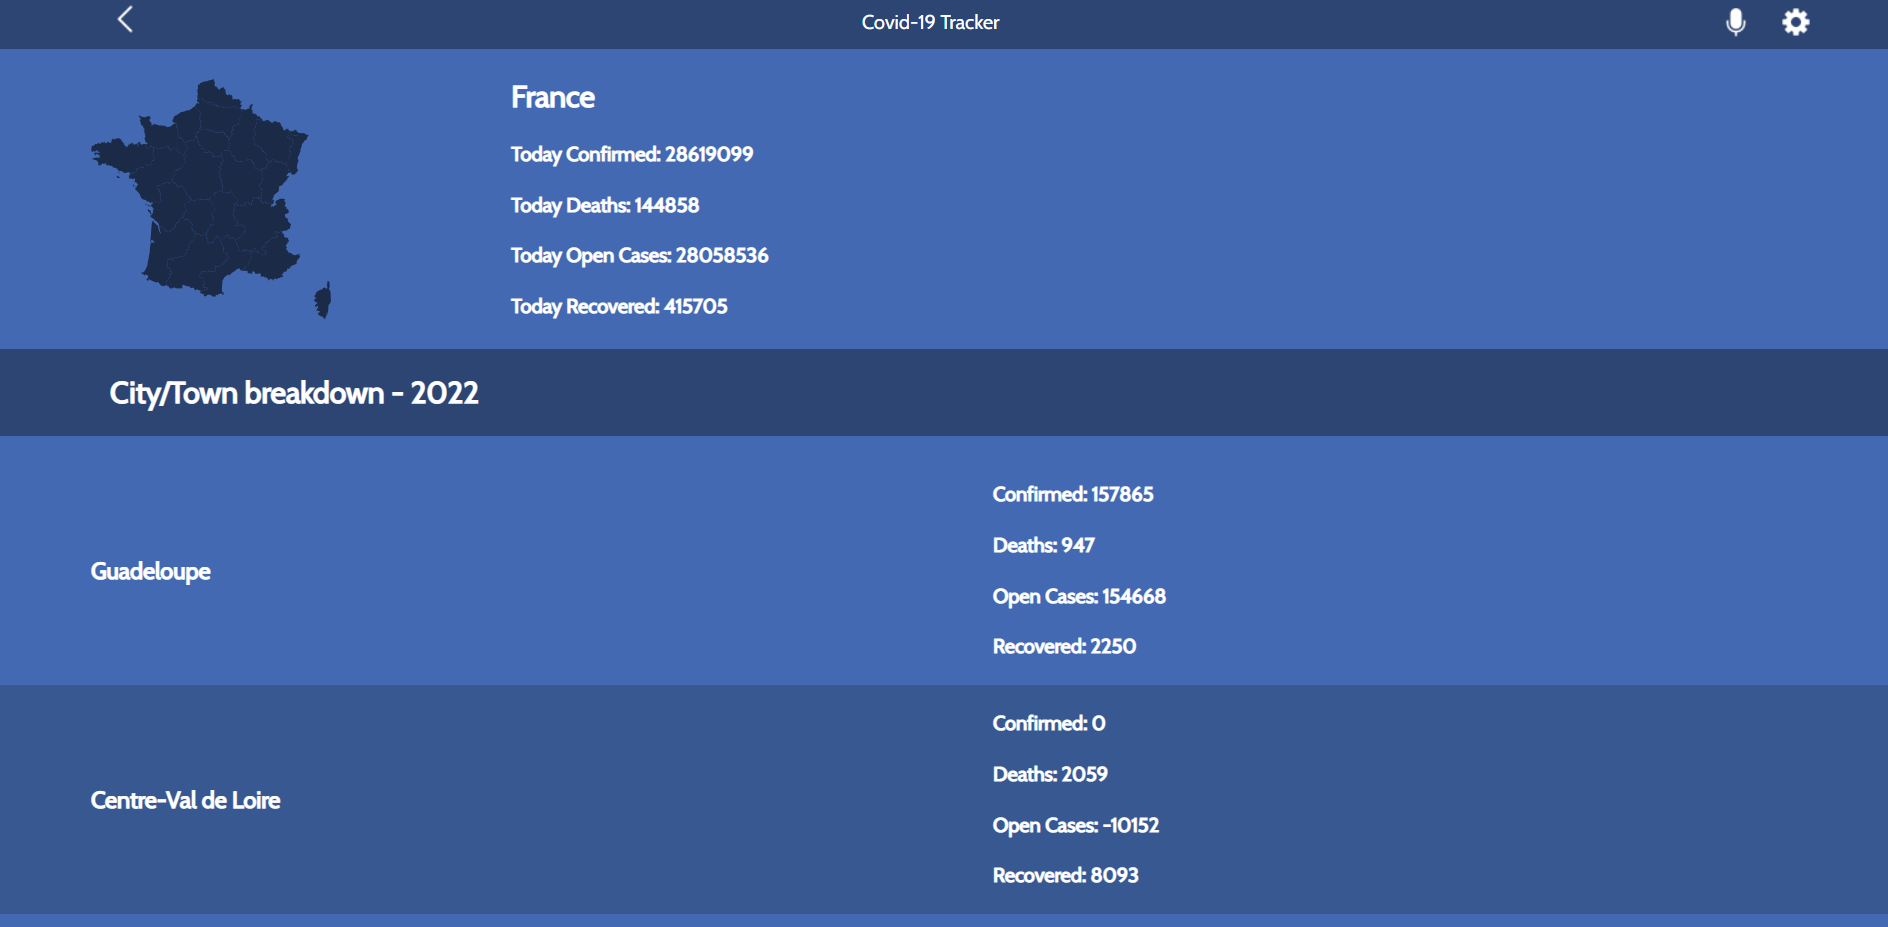 Covid-19 Tracker
France
Today Confirmed: 28619099
Today Deaths: 144858
Today Open Cases: 28058536
Today Recovered: 415705
City/Town breakdown - 2022
Guadeloupe
Confirmed: 157865
Deaths: 947
Open Cases: 154668
Recovered: 2250
Centre-Val de Loire
Confirmed: 0
Deaths: 2059
Open Cases: -10152
Recovered: 8093